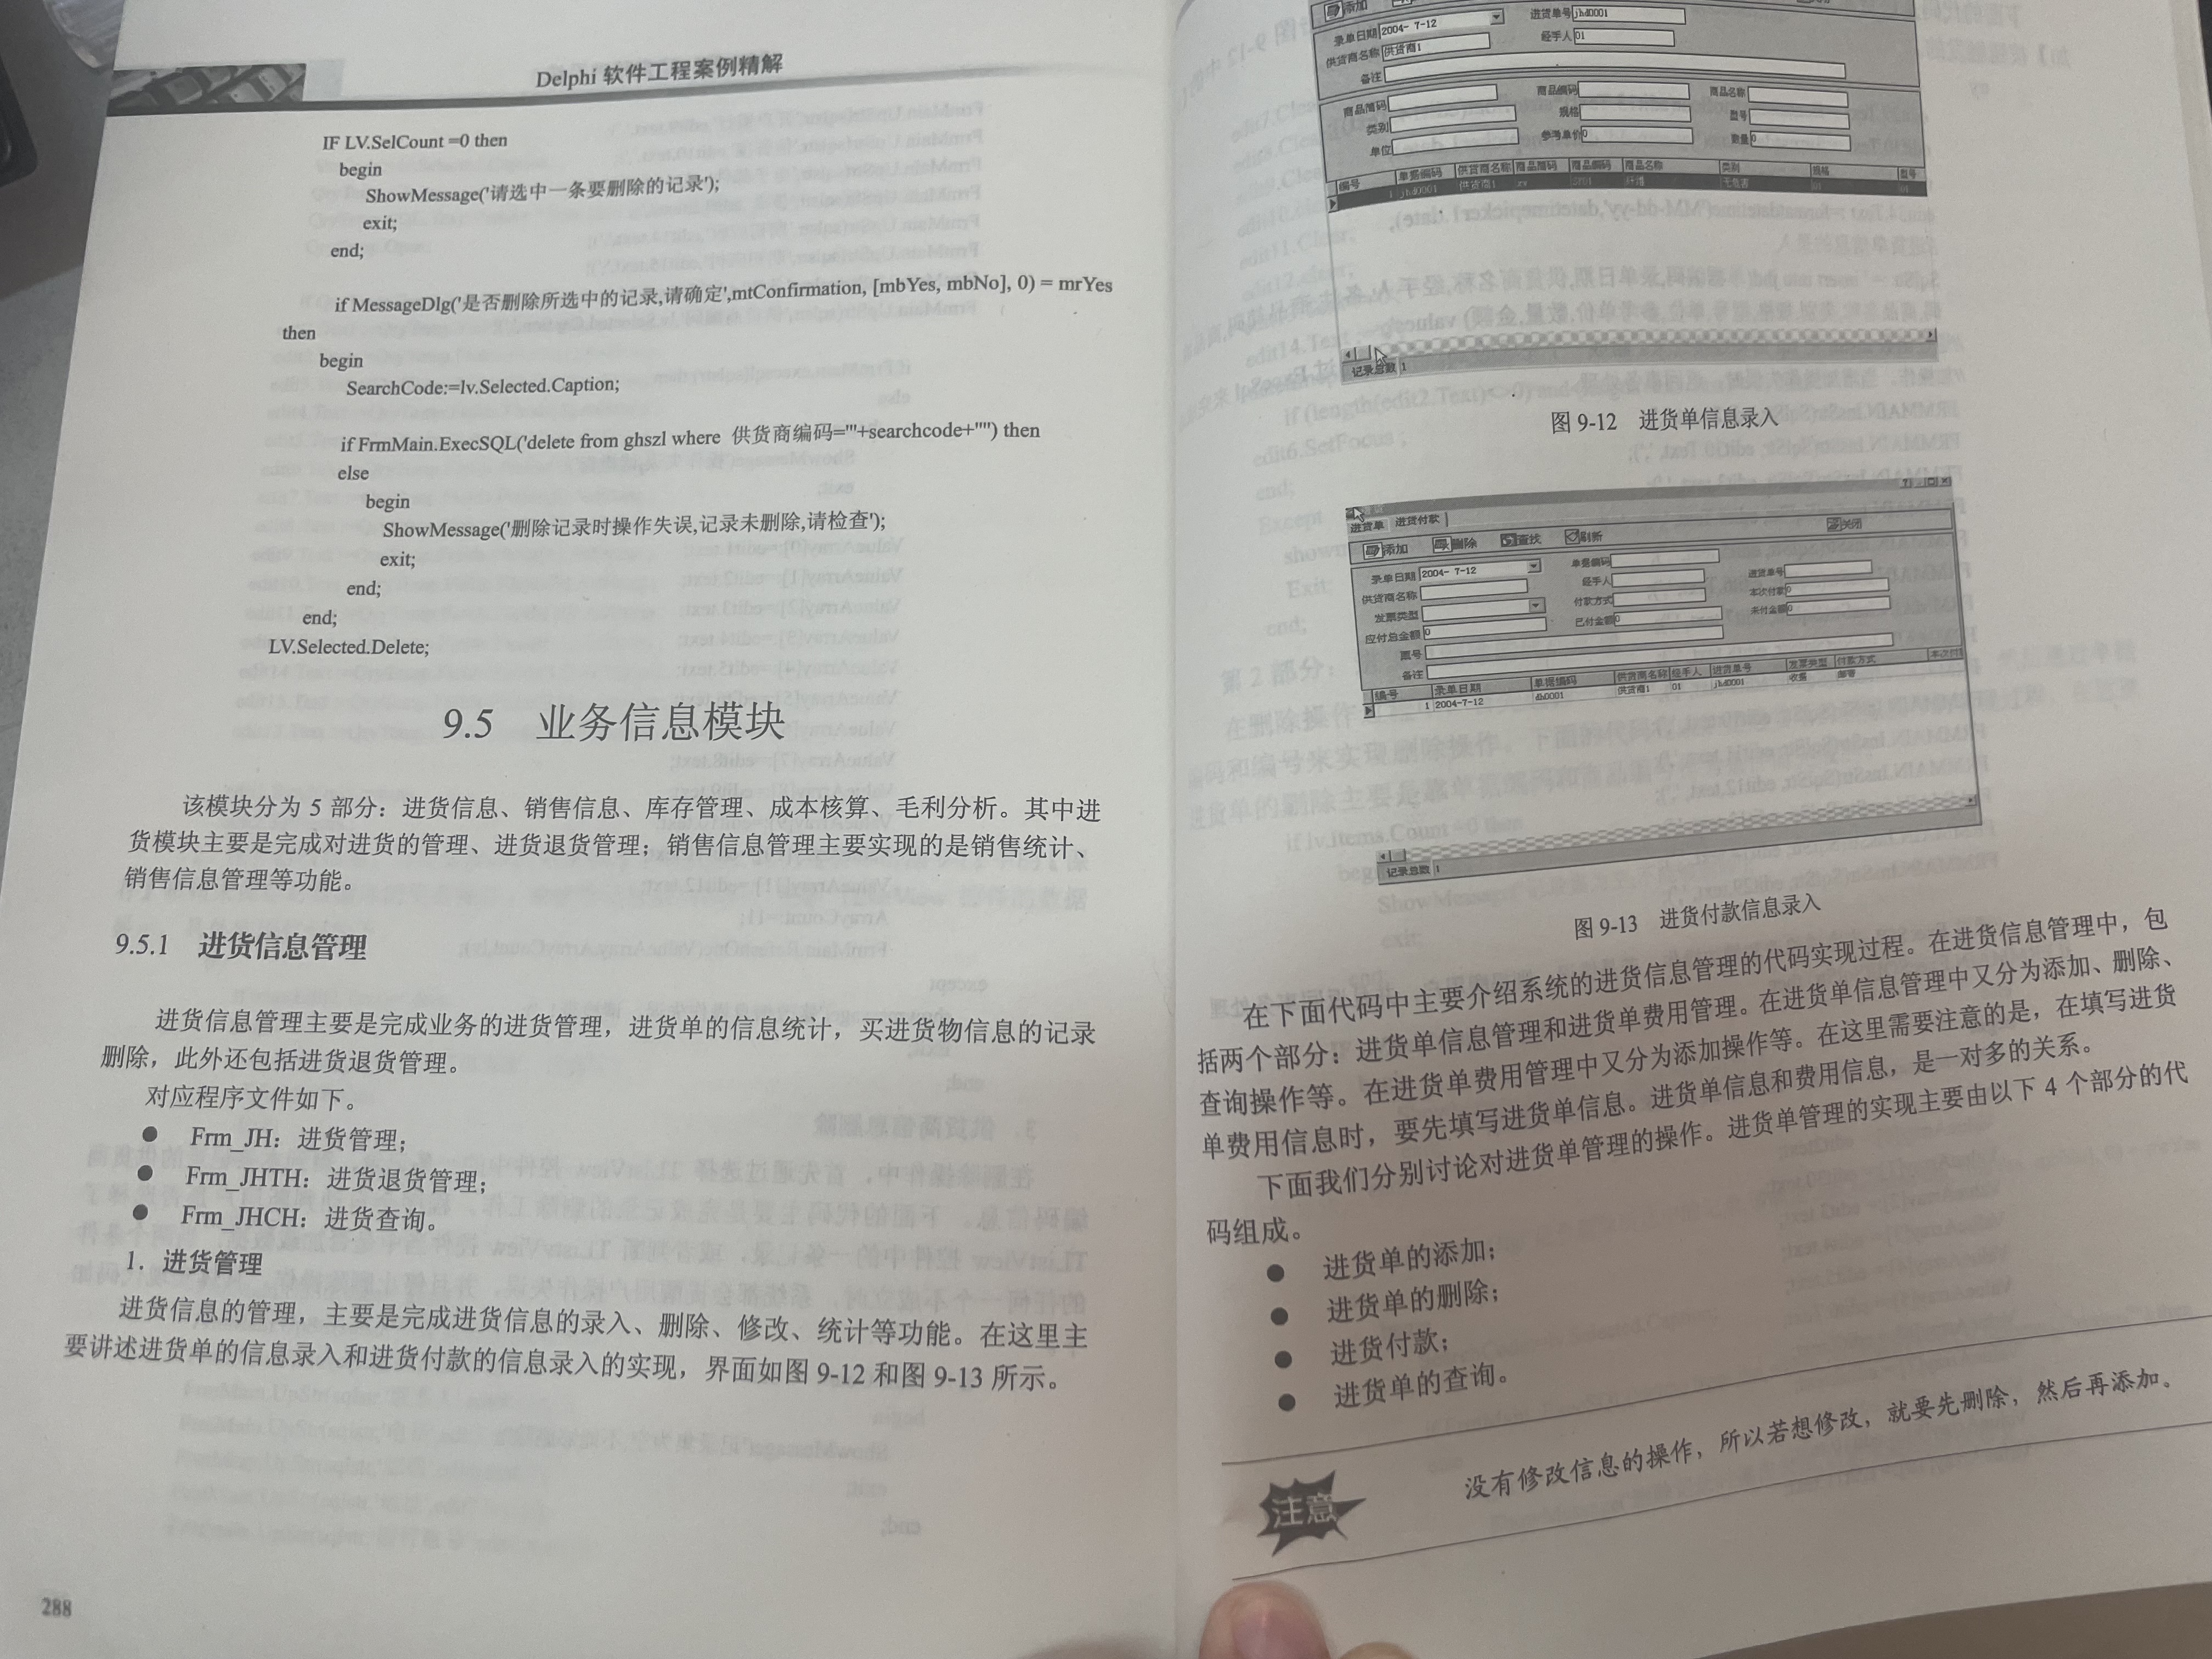 Delphi 软件工程案例精解
IF LV.SelCount =0 then
begin
ShowMessage('请选中一条要删除的记录');
exit;
end;
if MessageDlg('是否删除所选中的记录,请确定',mtConfirmation, [mbYes, mbNo], 0) = mrYes
then
begin
SearchCode:=lv.Selected.Caption;
if FrmMain.ExecSQL('delete from ghszl where 供货商编码='''+searchcode+'''') then
else
begin
ShowMessage('删除记录时操作失误,记录未删除,请检查');
exit;
end;
end;
LV.Selected.Delete;
9.5 业务信息模块
该模块分为 5 部分：进货信息、销售信息、库存管理、成本核算、毛利分析。其中进
货模块主要是完成对进货的管理、进货退货管理；销售信息管理主要实现的是销售统计、
销售信息管理等功能。
9.5.1 进货信息管理
进货信息管理主要是完成业务的进货管理，进货单的信息统计，买进货物信息的记录
删除，此外还包括进货退货管理。
对应程序文件如下。
● Frm_JH：进货管理；
● Frm_JHTH：进货退货管理；
● Frm_JHCH：进货查询。
1．进货管理
进货信息的管理，主要是完成进货信息的录入、删除、修改、统计等功能。在这里主
要讲述进货单的信息录入和进货付款的信息录入的实现，界面如图 9-12 和图 9-13 所示。
288
添加
录单日期 2004- 7-12 进货单号 jhd0001
供货商名称 供货商1 经手人 01
备注
商品简码 商品编码 商品名称
类别 规格 型号
单位 参考单价 0 数量 0
编号 单据编码 供货商名称 商品简码 商品编码 商品名称 类别 规格 型号
1 jhd0001 供货商1
记录总数 1
图 9-12 进货单信息录入
进货单 进货付款
添加 删除 查找 刷新 关闭
录单日期 2004- 7-12 单据编码
供货商名称 经手人 进货单号
发票类型 付款方式 本次付款 0
应付总金额 0 已付金额 0 未付金额 0
票号
备注
编号 录单日期 单据编码 供货商名称 经手人 进货单号 发票类型 付款方式
1 2004-7-12 供货商1 01 jhd0001 收据
记录总数 1
图 9-13 进货付款信息录入
在下面代码中主要介绍系统的进货信息管理的代码实现过程。在进货信息管理中，包
括两个部分：进货单信息管理和进货单费用管理。在进货单信息管理中又分为添加、删除、
查询操作等。在进货单费用管理中又分为添加操作等。在这里需要注意的是，在填写进货
单费用信息时，要先填写进货单信息。进货单信息和费用信息，是一对多的关系。
下面我们分别讨论对进货单管理的操作。进货单管理的实现主要由以下 4 个部分的代
码组成。
● 进货单的添加；
● 进货单的删除；
● 进货付款；
● 进货单的查询。
注意
没有修改信息的操作，所以若想修改，就要先删除，然后再添加。